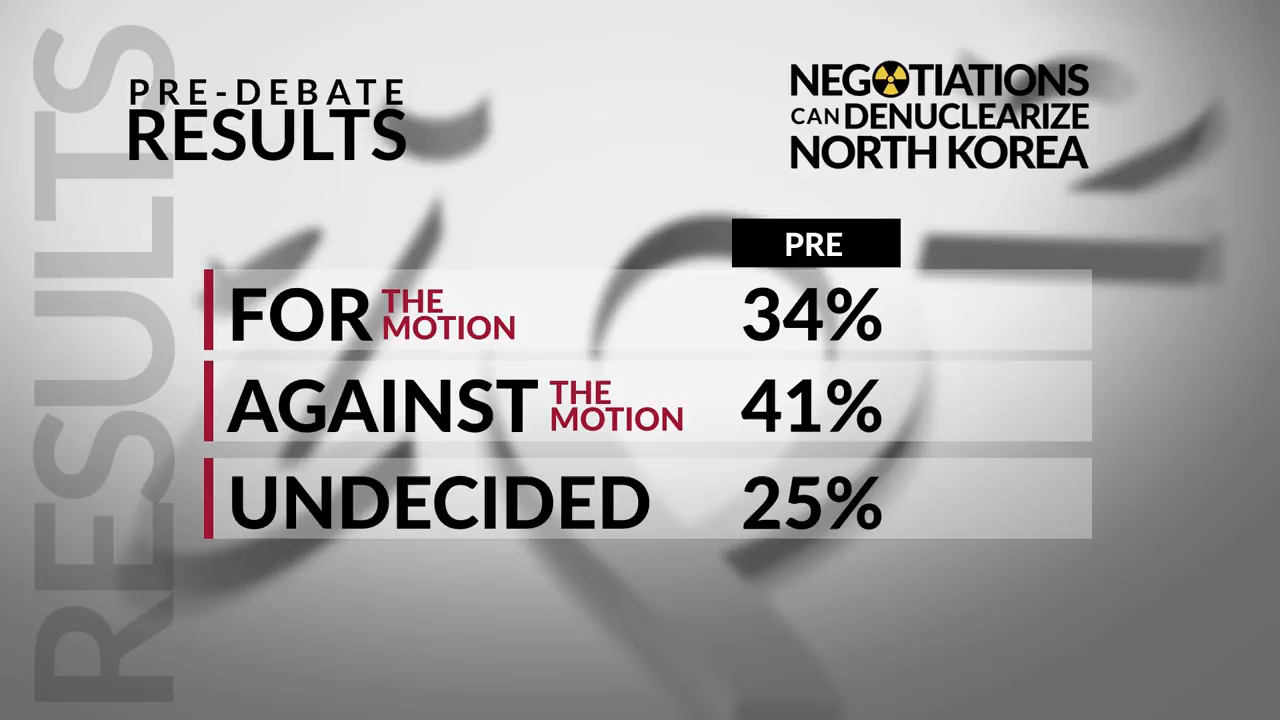 RESULTS
PRE-DEBATE
RESULTS
NEGOTIATIONS
CAN DENUCLEARIZE
NORTH KOREA
PRE
FOR THE MOTION 34%
AGAINST THE MOTION 41%
UNDECIDED 25%